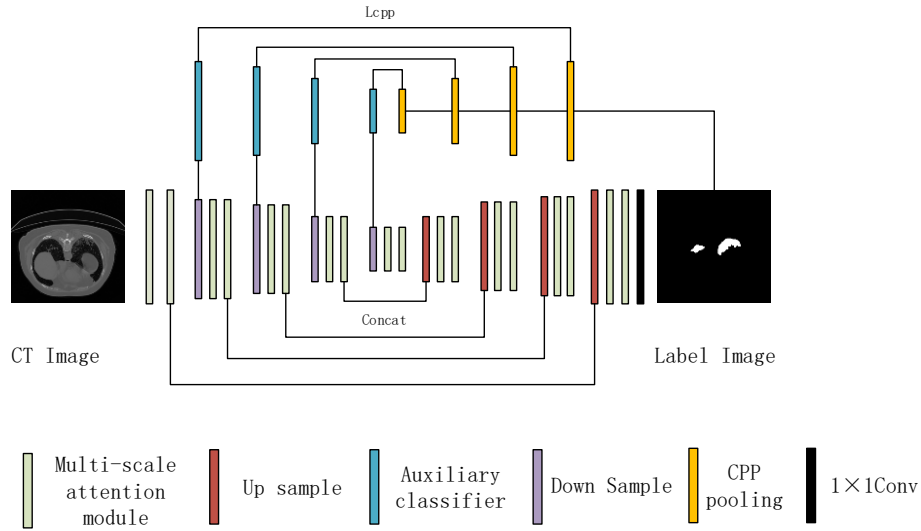 Lcpp
Concat
CT Image
Label Image
Multi-scale
attention
module
Up sample
Auxiliary
classifier
Down Sample
CPP
pooling
1×1Conv